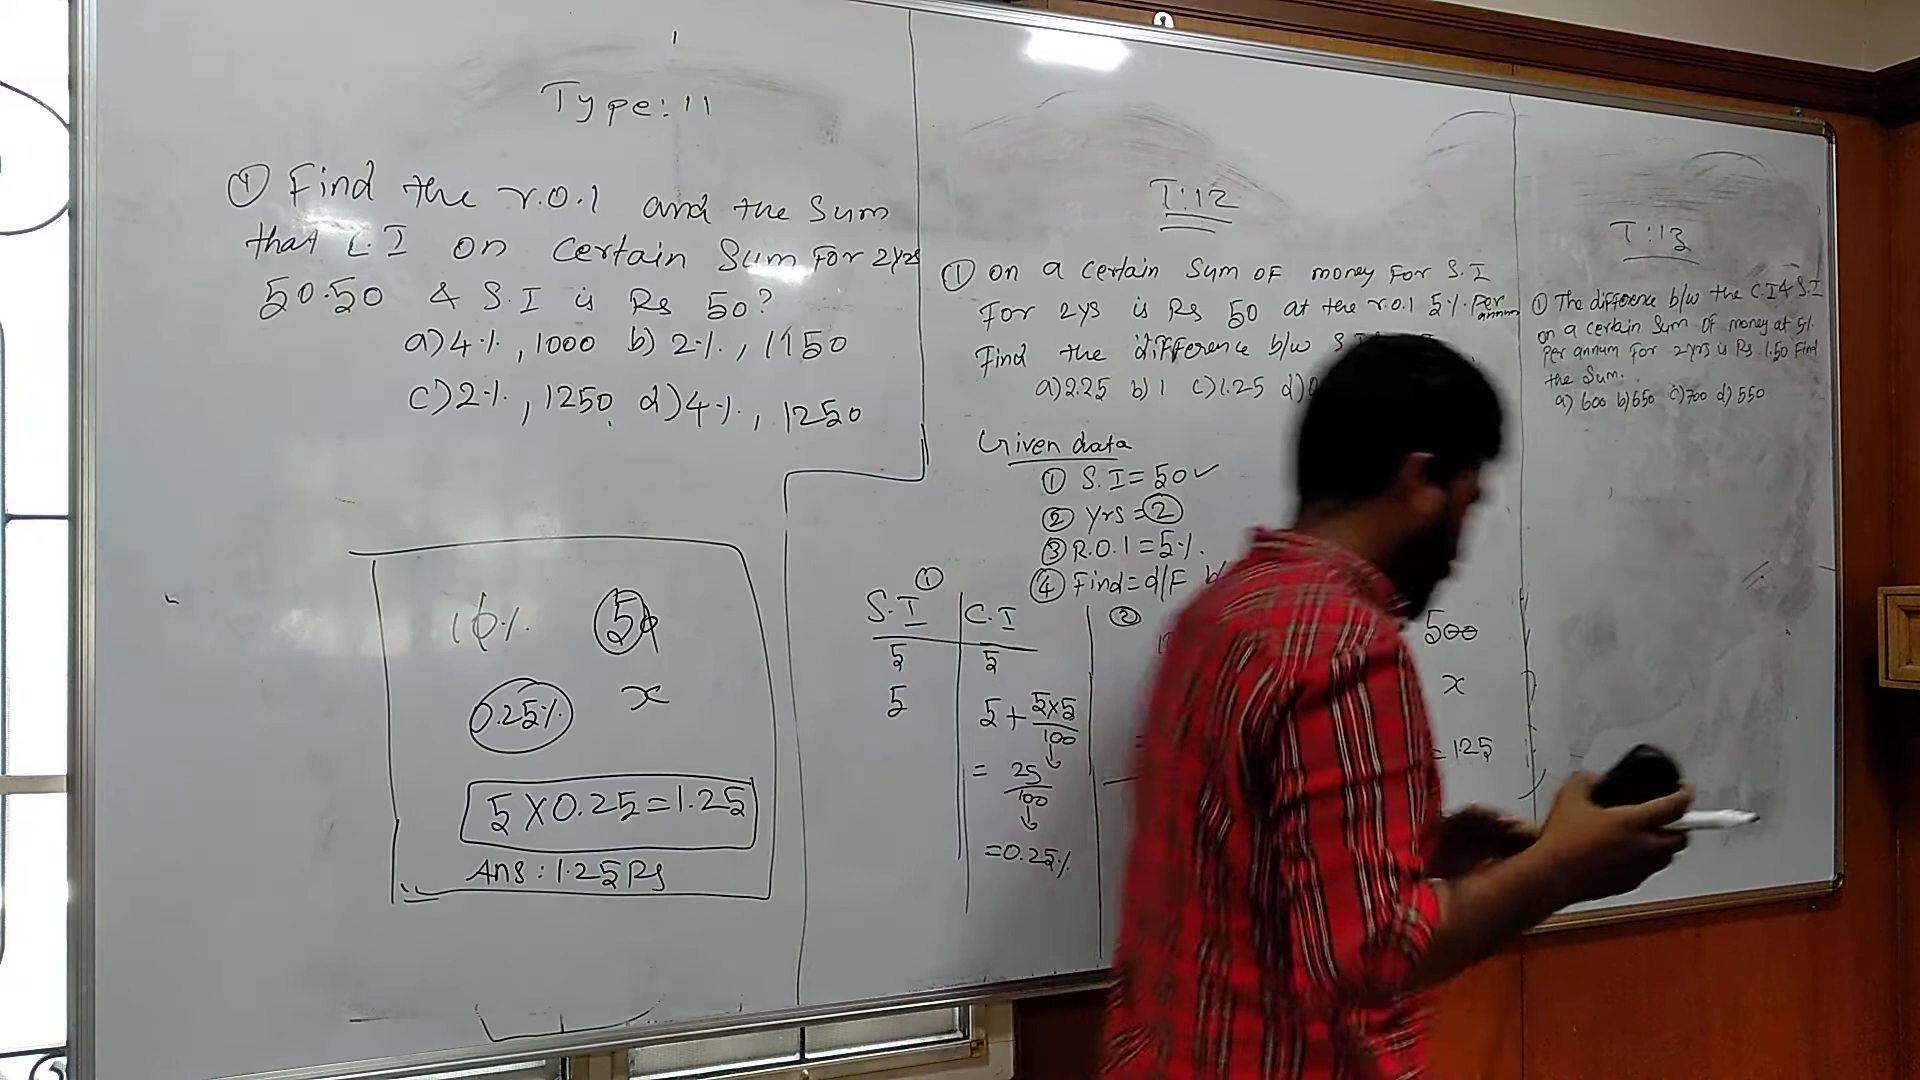 Type: 11
① Find the r.o.1 and the Sum
that C.I on Certain Sum For 2yrs
50.50 & S.I is Rs 50?
a) 4%, 1000 b) 2%, 1150
c) 2%, 1250 d) 4%, 1250
10% 50
0.25% x
5 X 0.25 = 1.25
Ans: 1.25 Rs
T:12
① on a certain Sum OF money For S.I
For 2ys is Rs 50 at the r.o.1 5% Per annum
Find the difference b/w
a) 2.25 b) 1 c) 1.25 d)
Given data
① S.I = 50 ✓
② Yrs = 2
③ R.O.1 = 5%.
④ Find = d/F
①
S.I C.I
5 5
5 5 + 5x5/100
= 25/100
= 0.25%
②
500
x
= 1.25
T:13
① The difference b/w the C.I & S.I
on a certain Sum Of money at 5%
Per annum For 2yrs is Rs 1.50 Find
the Sum.
a) 600 b) 650 c) 700 d) 550